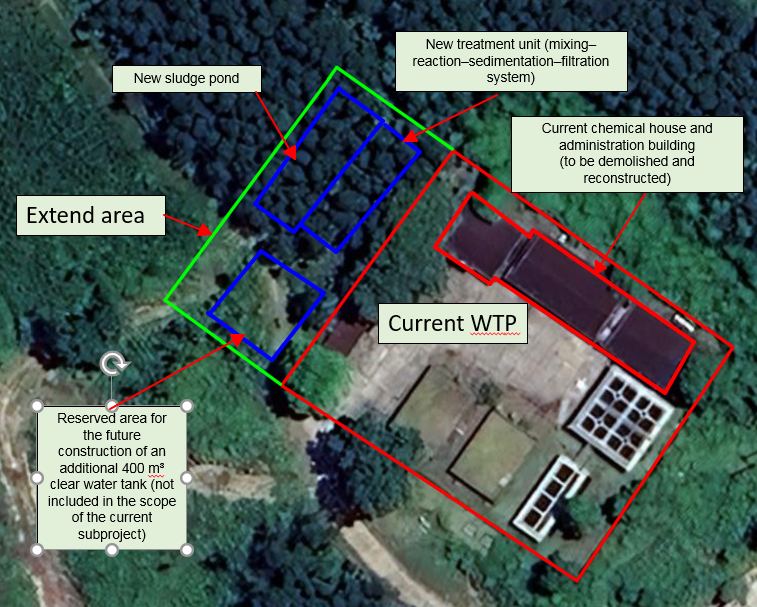 New treatment unit (mixing–
reaction–sedimentation–filtration
system)
New sludge pond
Current chemical house and
administration building
(to be demolished and
reconstructed)
Extend area
Current WTP
Reserved area for
the future
construction of an
additional 400 m³
clear water tank (not
included in the scope
of the current
subproject)